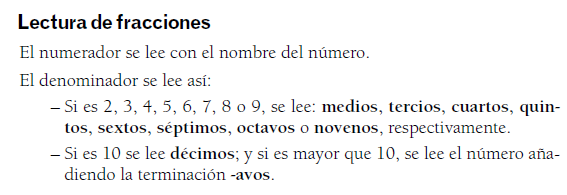 Lectura de fracciones
El numerador se lee con el nombre del número.
El denominador se lee así:
– Si es 2, 3, 4, 5, 6, 7, 8 o 9, se lee: medios, tercios, cuartos, quin-
tos, sextos, séptimos, octavos o novenos, respectivamente.
– Si es 10 se lee décimos; y si es mayor que 10, se lee el número aña-
diendo la terminación -avos.